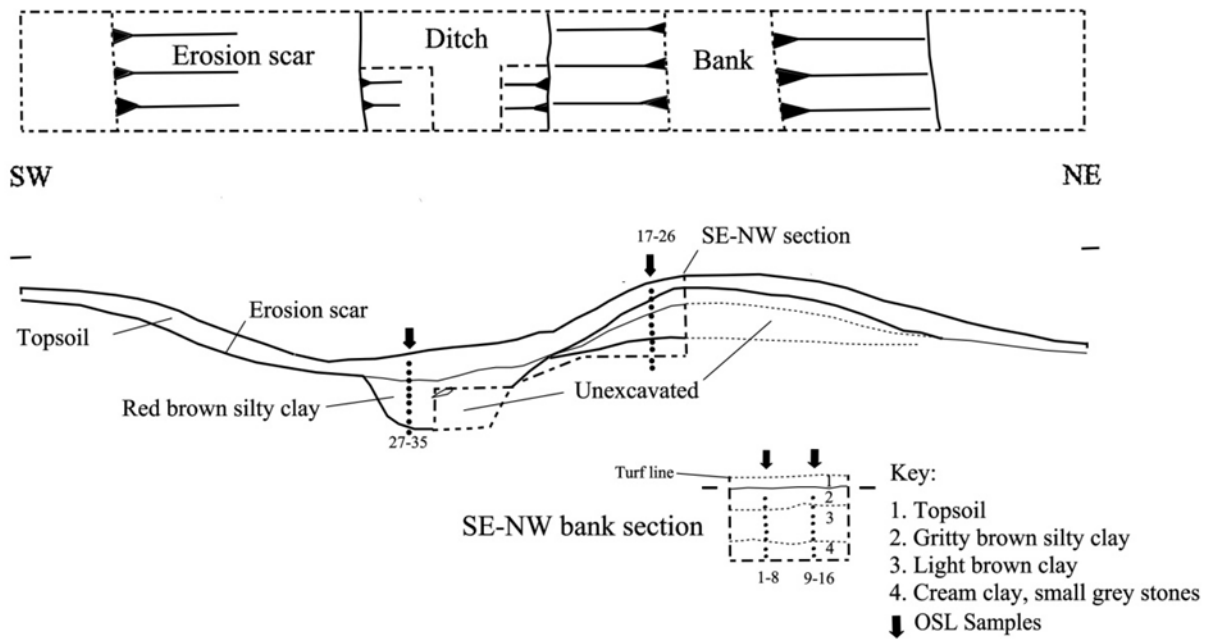 Erosion scar
Ditch
Bank
SW
NE
17-26
SE-NW section
Erosion scar
Topsoil
Red brown silty clay
Unexcavated
27-35
Turf line
1
2
3
4
SE-NW bank section
1-8
9-16
Key:
1. Topsoil
2. Gritty brown silty clay
3. Light brown clay
4. Cream clay, small grey stones
OSL Samples